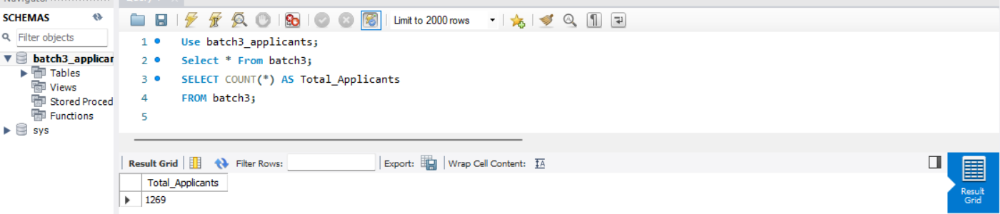 SCHEMAS
Filter objects
batch3_applicar
Tables
Views
Stored Proced
Functions
sys
Limit to 2000 rows
1 Use batch3_applicants;
2 Select * From batch3;
3 SELECT COUNT(*) AS Total_Applicants
4 FROM batch3;
5
Result Grid Filter Rows: Export: Wrap Cell Content: IA
Total_Applicants
1269
Result
Grid